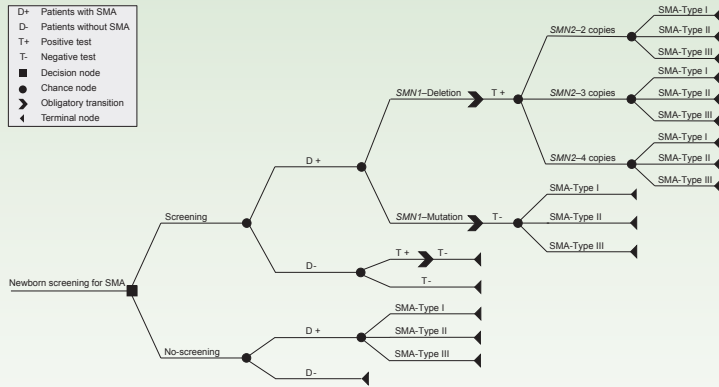 D+ Patients with SMA
D- Patients without SMA
T+ Positive test
T- Negative test
Decision node
Chance node
Obligatory transition
Terminal node
Newborn screening for SMA
Screening
No-screening
D +
D-
D +
D-
SMN1–Deletion
T +
SMN1–Mutation
T-
T +
T-
T-
SMN2–2 copies
SMA-Type I
SMA-Type II
SMA-Type III
SMN2–3 copies
SMA-Type I
SMA-Type II
SMA-Type III
SMN2–4 copies
SMA-Type I
SMA-Type II
SMA-Type III
SMA-Type I
SMA-Type II
SMA-Type III
SMA-Type I
SMA-Type II
SMA-Type III